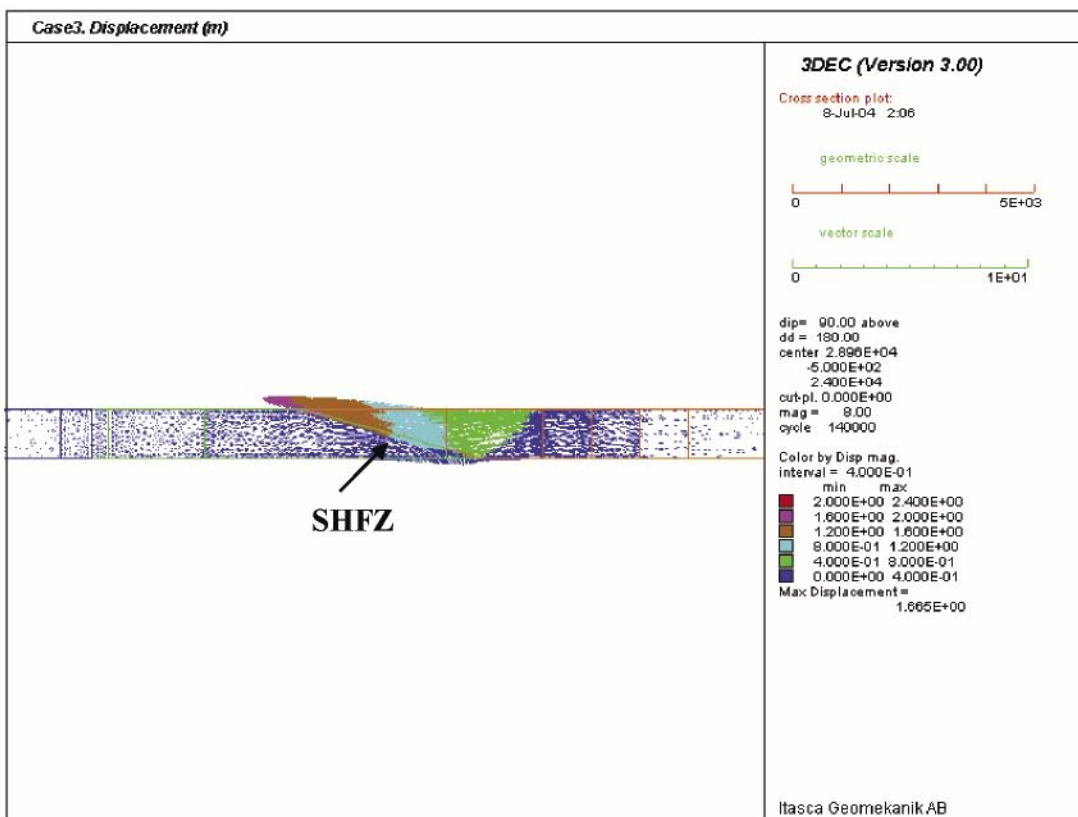 Case3. Displacement (m)
3DEC (Version 3.00)
Cross section plot:
8-Jul-04 2:06
geometric scale
0 5E+03
vector scale
0 1E+01
dip= 90.00 above
dd = 180.00
center 2.896E+04
-5.000E+02
2.400E+04
cut-pl. 0.000E+00
mag = 8.00
cycle 140000
Color by Disp mag.
interval = 4.000E-01
min max
2.000E+00 2.400E+00
1.600E+00 2.000E+00
1.200E+00 1.600E+00
8.000E-01 1.200E+00
4.000E-01 8.000E-01
0.000E+00 4.000E-01
Max Displacement =
1.665E+00
SHFZ
Itasca Geomekanik AB